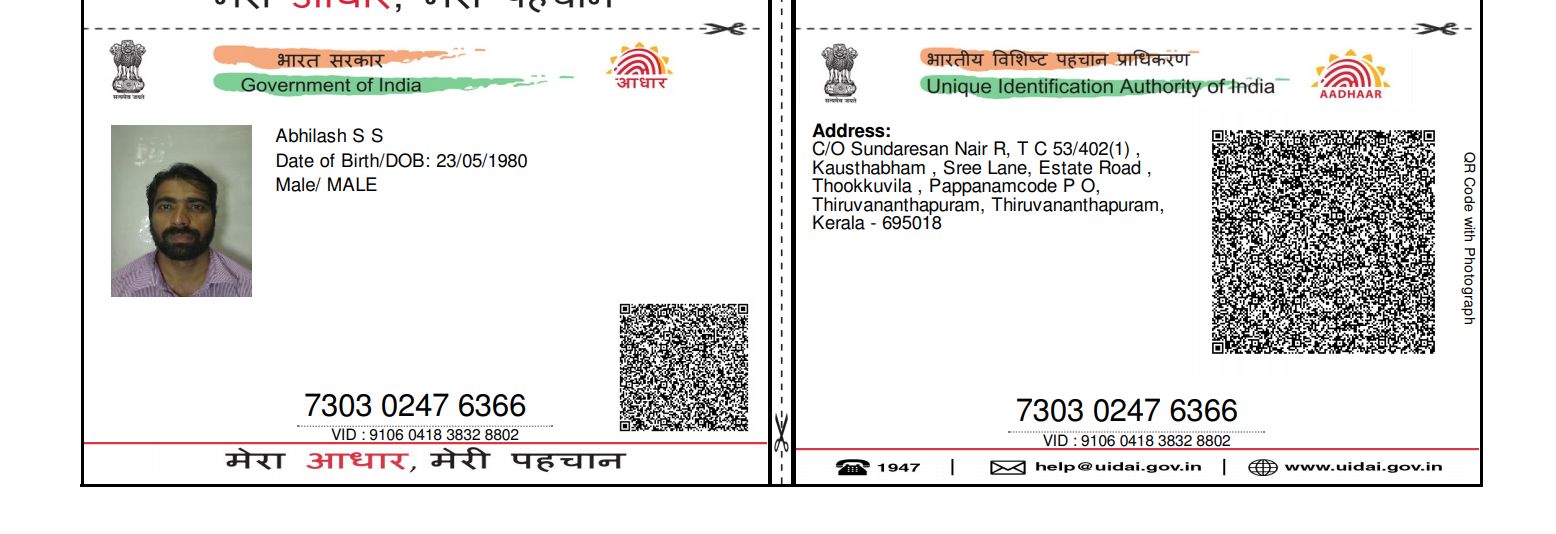 मेरा आधार, मेरी पहचान
भारत सरकार
Government of India
आधार
सत्यमेव जयते
Abhilash S S
Date of Birth/DOB: 23/05/1980
Male/ MALE
7303 0247 6366
VID : 9106 0418 3832 8802
मेरा आधार, मेरी पहचान
भारतीय विशिष्ट पहचान प्राधिकरण
Unique Identification Authority of India
AADHAAR
सत्यमेव जयते
Address:
C/O Sundaresan Nair R, T C 53/402(1) ,
Kausthabham , Sree Lane, Estate Road ,
Thookkuvila , Pappanamcode P O,
Thiruvananthapuram, Thiruvananthapuram,
Kerala - 695018
QR Code with Photograph
7303 0247 6366
VID : 9106 0418 3832 8802
1947 | help@uidai.gov.in | www.uidai.gov.in